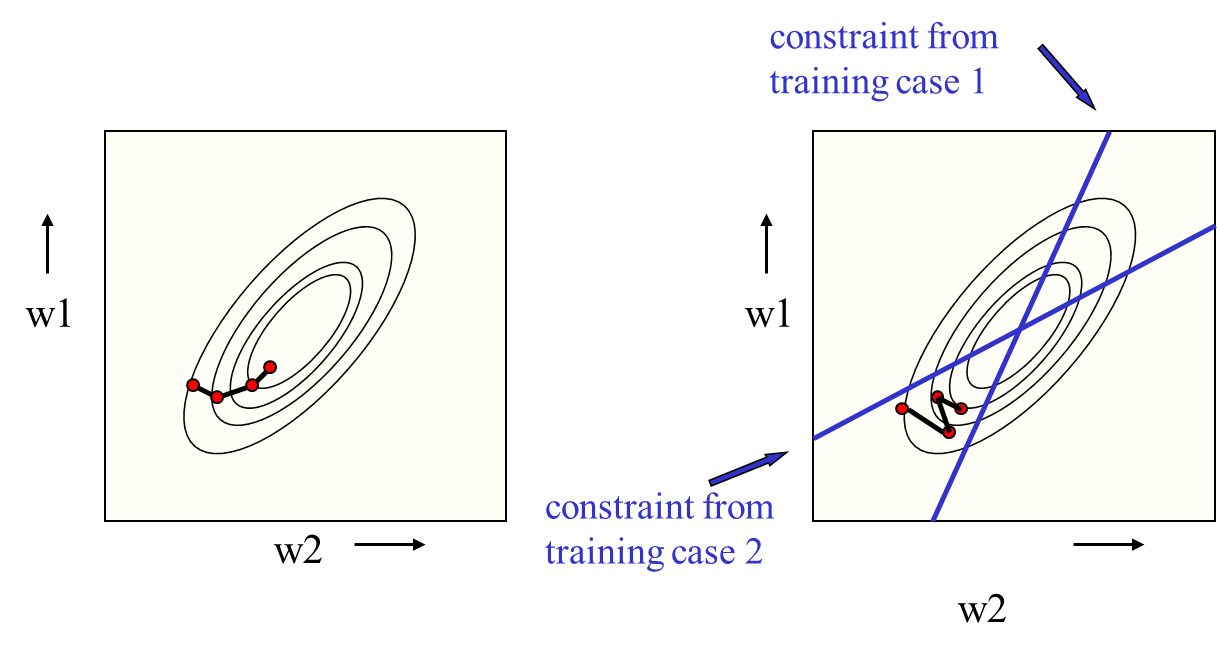 constraint from
training case 1
w1
w1
constraint from
training case 2
w2
w2